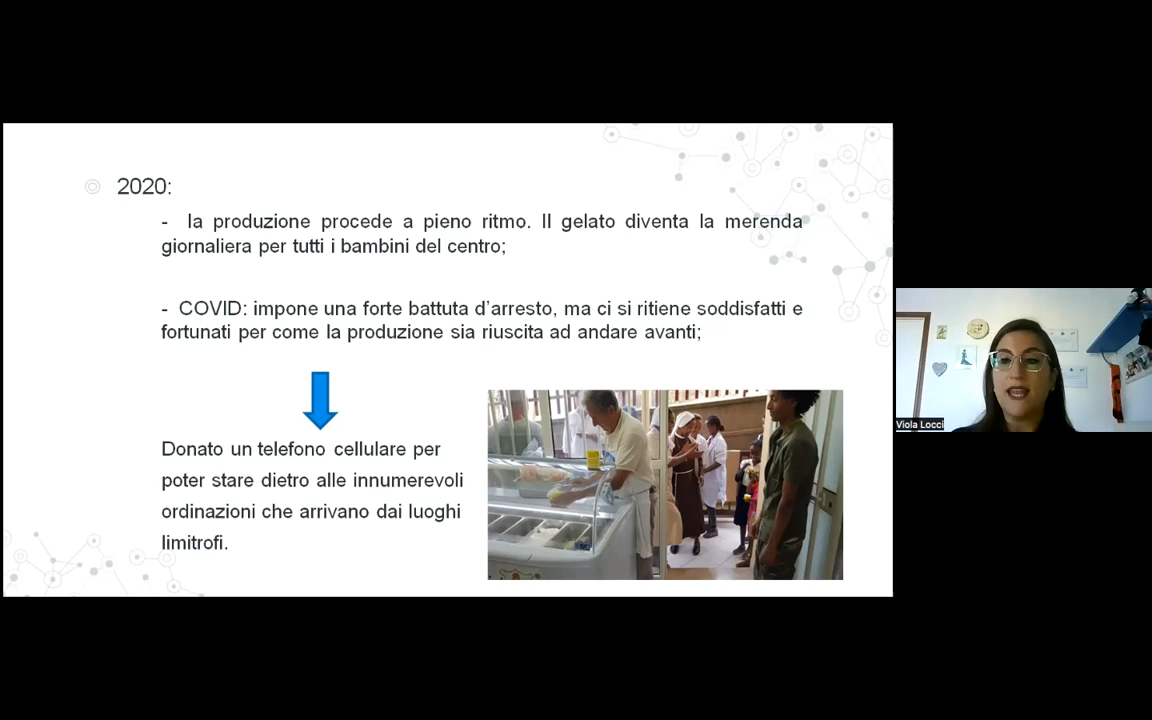 2020:
- la produzione procede a pieno ritmo. Il gelato diventa la merenda
giornaliera per tutti i bambini del centro;
- COVID: impone una forte battuta d’arresto, ma ci si ritiene soddisfatti e
fortunati per come la produzione sia riuscita ad andare avanti;
Donato un telefono cellulare per
poter stare dietro alle innumerevoli
ordinazioni che arrivano dai luoghi
limitrofi.
Viola Locci